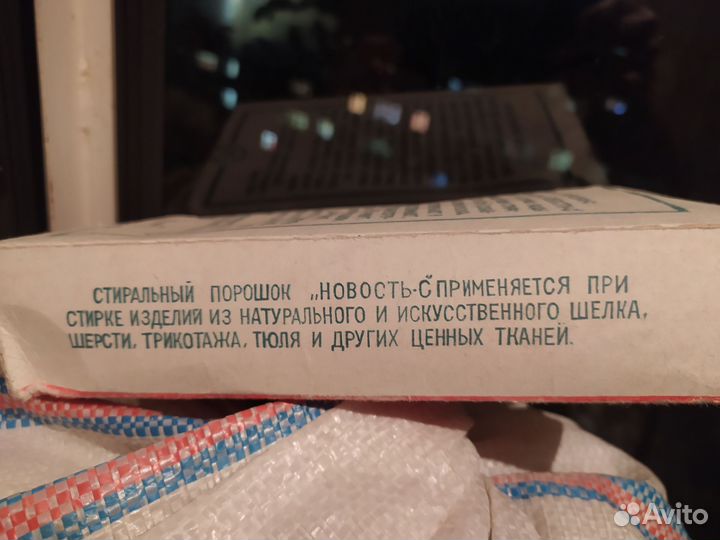 СТИРАЛЬНЫЙ ПОРОШОК „НОВОСТЬ-С" ПРИМЕНЯЕТСЯ ПРИ
СТИРКЕ ИЗДЕЛИЙ ИЗ НАТУРАЛЬНОГО И ИСКУССТВЕННОГО ШЕЛКА,
ШЕРСТИ, ТРИКОТАЖА, ТЮЛЯ И ДРУГИХ ЦЕННЫХ ТКАНЕЙ.
Avito